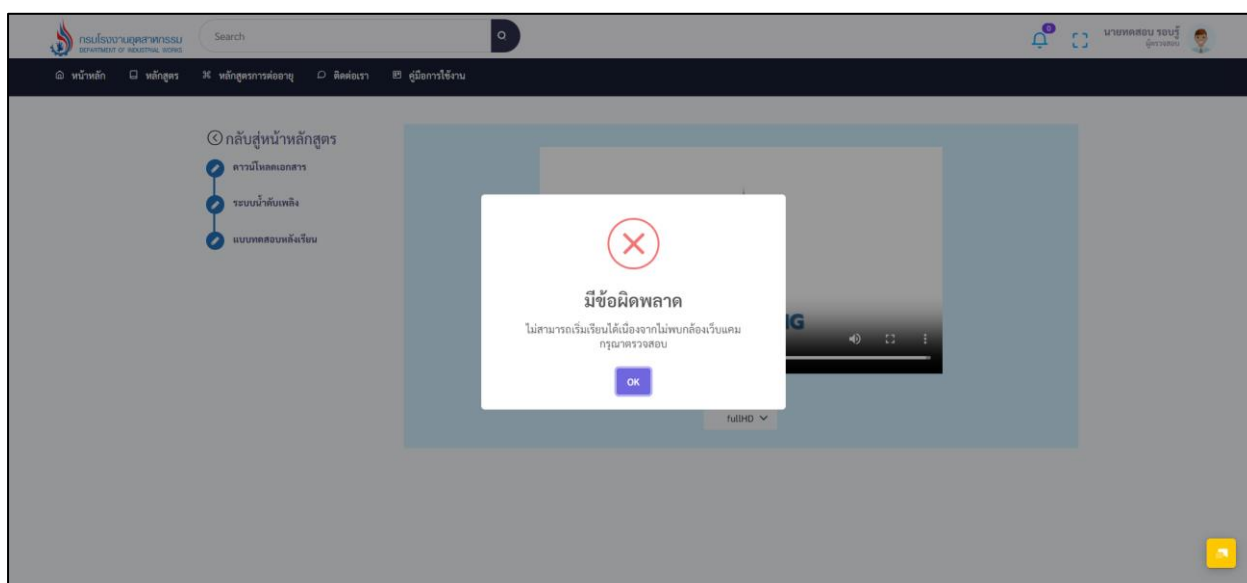 กรมโรงงานอุตสาหกรรม
DEPARTMENT OF INDUSTRIAL WORKS
Search
0
นายทดสอบ รอบรู้
ผู้ตรวจสอบ
หน้าหลัก
หลักสูตร
หลักสูตรการต่ออายุ
ติดต่อเรา
คู่มือการใช้งาน
กลับสู่หน้าหลักสูตร
ดาวน์โหลดเอกสาร
ระบบน้ำดับเพลิง
แบบทดสอบหลังเรียน
มีข้อผิดพลาด
ไม่สามารถเริ่มเรียนได้เนื่องจากไม่พบกล้องเว็บแคม
กรุณาตรวจสอบ
OK
fullHD